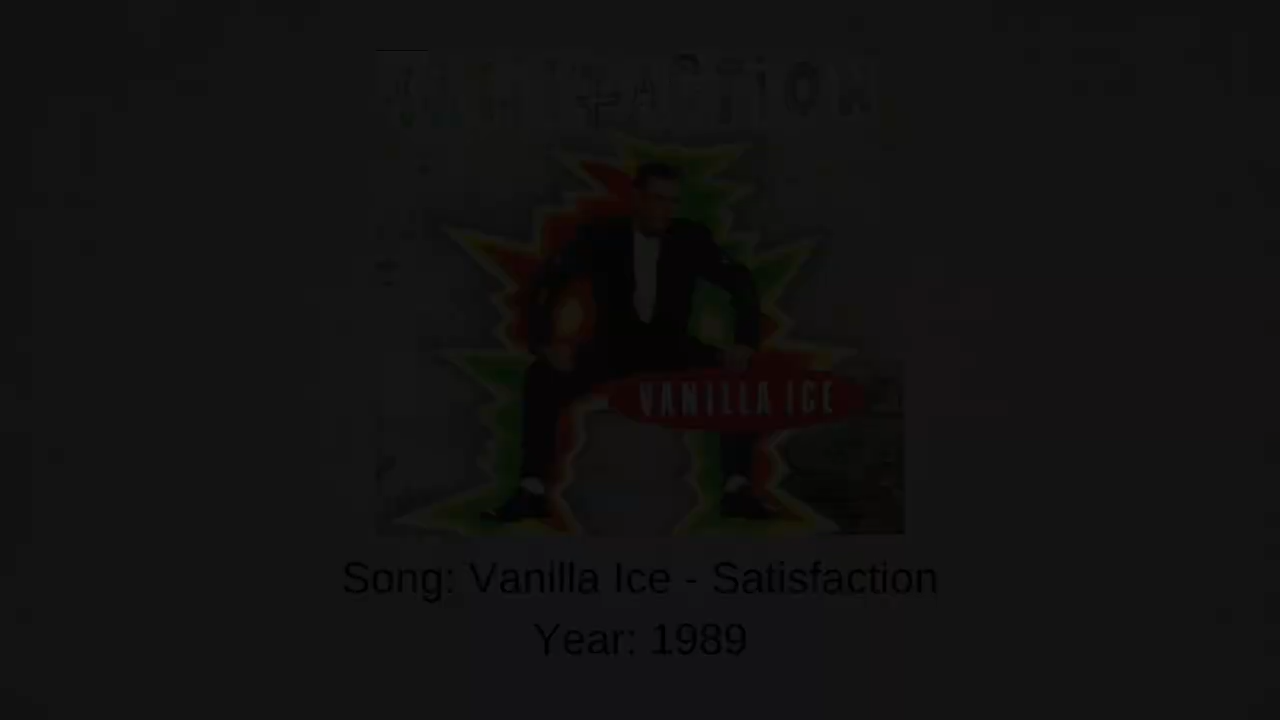 SATISFACTION
VANILLA ICE
Song: Vanilla Ice - Satisfaction
Year: 1989